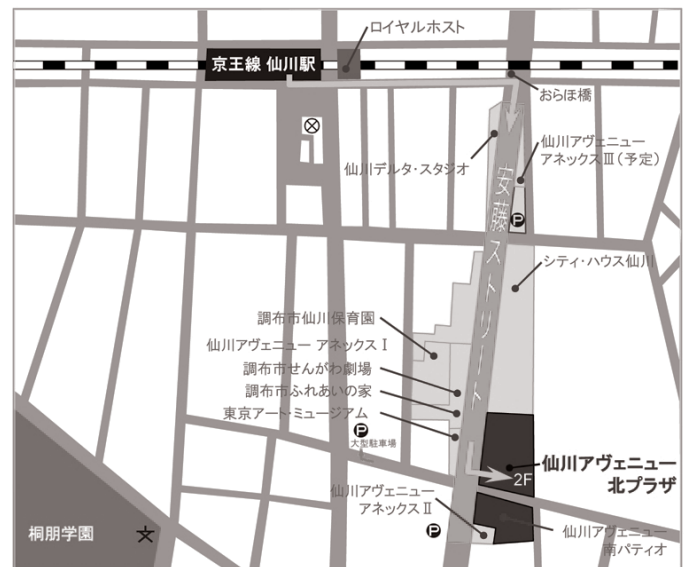 ロイヤルホスト
京王線 仙川駅
おらほ橋
仙川アヴェニュー
アネックスⅢ(予定)
仙川デルタ・スタジオ
安藤ストリート
P
シティ・ハウス仙川
調布市仙川保育園
仙川アヴェニュー アネックスⅠ
調布市せんがわ劇場
調布市ふれあいの家
東京アート・ミュージアム
P
大型駐車場
仙川アヴェニュー
北プラザ
2F
仙川アヴェニュー
アネックスⅡ
P
仙川アヴェニュー
南パティオ
桐朋学園
文